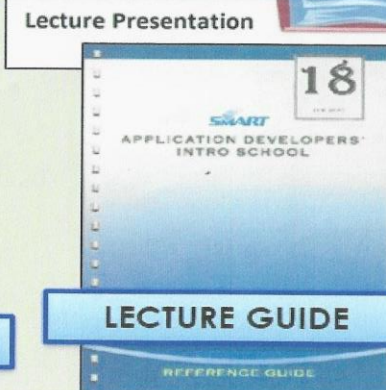 Lecture Presentation
18
SMART
APPLICATION DEVELOPERS'
INTRO SCHOOL
LECTURE GUIDE
REFERENCE GUIDE